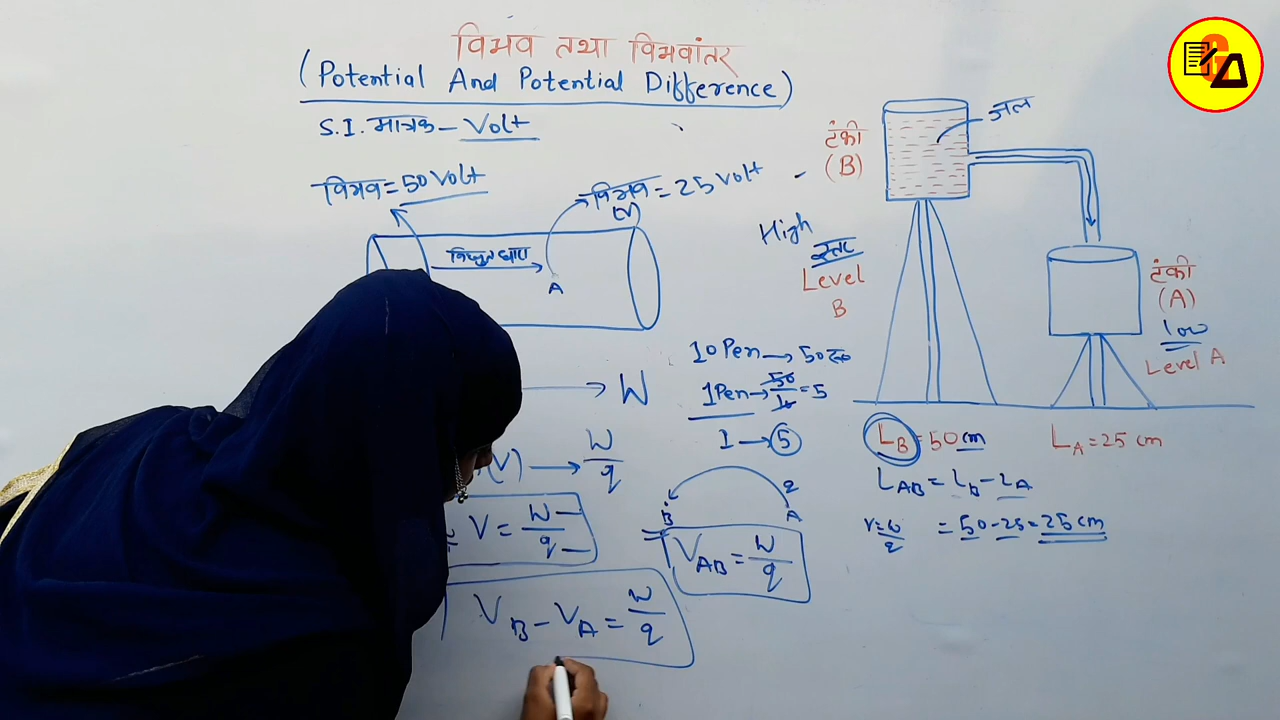 विभव तथा विभवांतर
(Potential And Potential Difference)
S.I. मात्रक – Volt
विभव = 50 Volt
विभव = 25 Volt
(V)
विद्युत धारा
A
टंकी
(B)
जल
High
स्तर
Level
B
टंकी
(A)
low
Level A
10 Pen → 50 रु०
1 Pen → 50/10 = 5
1 → 5
→ W
(V) → W/q
V = W/q
B
A
V_AB = W/q
V_B – V_A = W/q
L_B = 50 cm
L_A = 25 cm
L_AB = L_B – L_A
= 50 – 25 = 25 cm